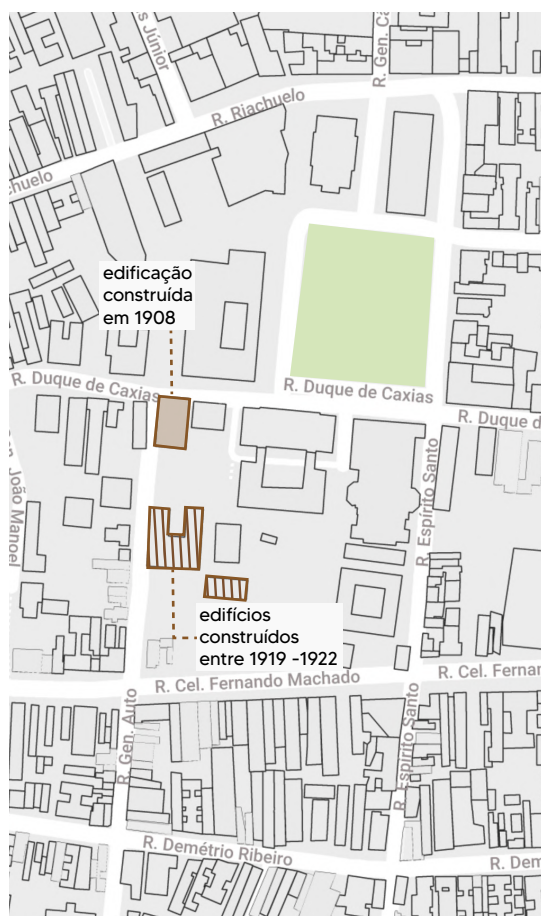 s Júnior
R. Gen. Ca
R. Riachuelo
chuelo
edificação
construída
em 1908
R. Duque de Caxias
R. Duque de Caxias
R. Duque d
João Manoel
R. Espírito Santo
edifícios
construídos
entre 1919 -1922
R. Cel. Fernando Machado
R. Cel. Fernan
R. Gen. Auto
R. Espírito Santo
R. Demétrio Ribeiro
R. Dem